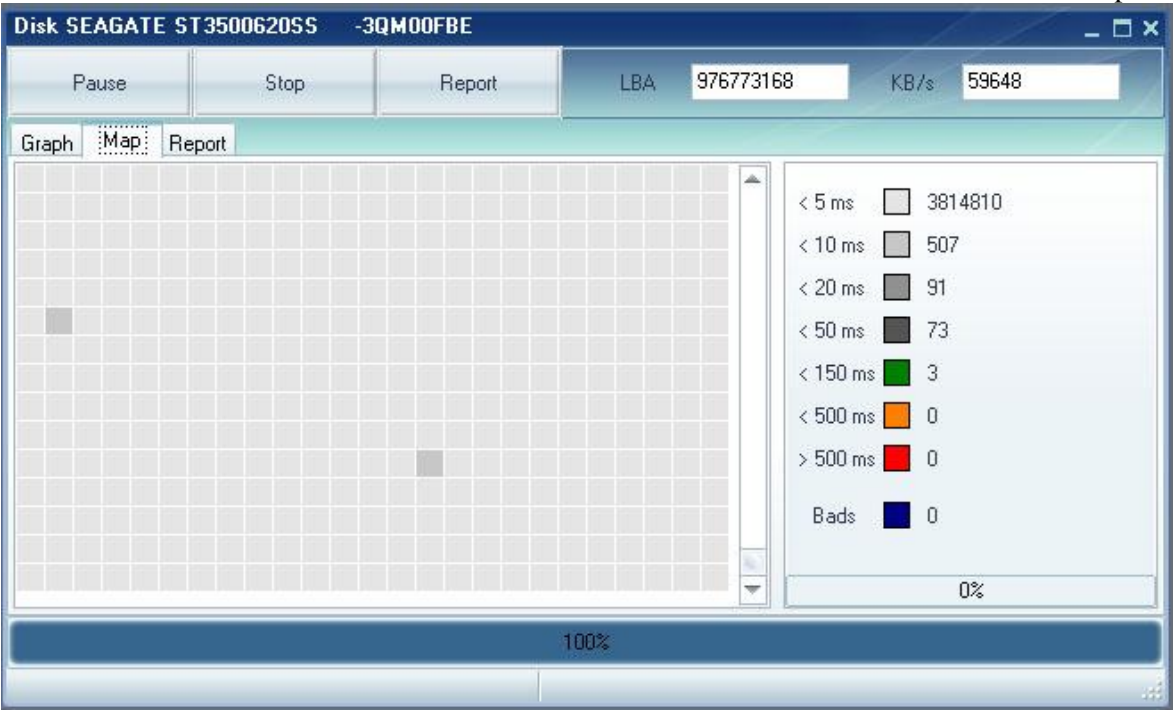 Disk SEAGATE ST3500620SS -3QM00FBE
Pause Stop Report LBA 976773168 KB/s 59648
Graph Map Report
< 5 ms 3814810
< 10 ms 507
< 20 ms 91
< 50 ms 73
< 150 ms 3
< 500 ms 0
> 500 ms 0
Bads 0
0%
100%